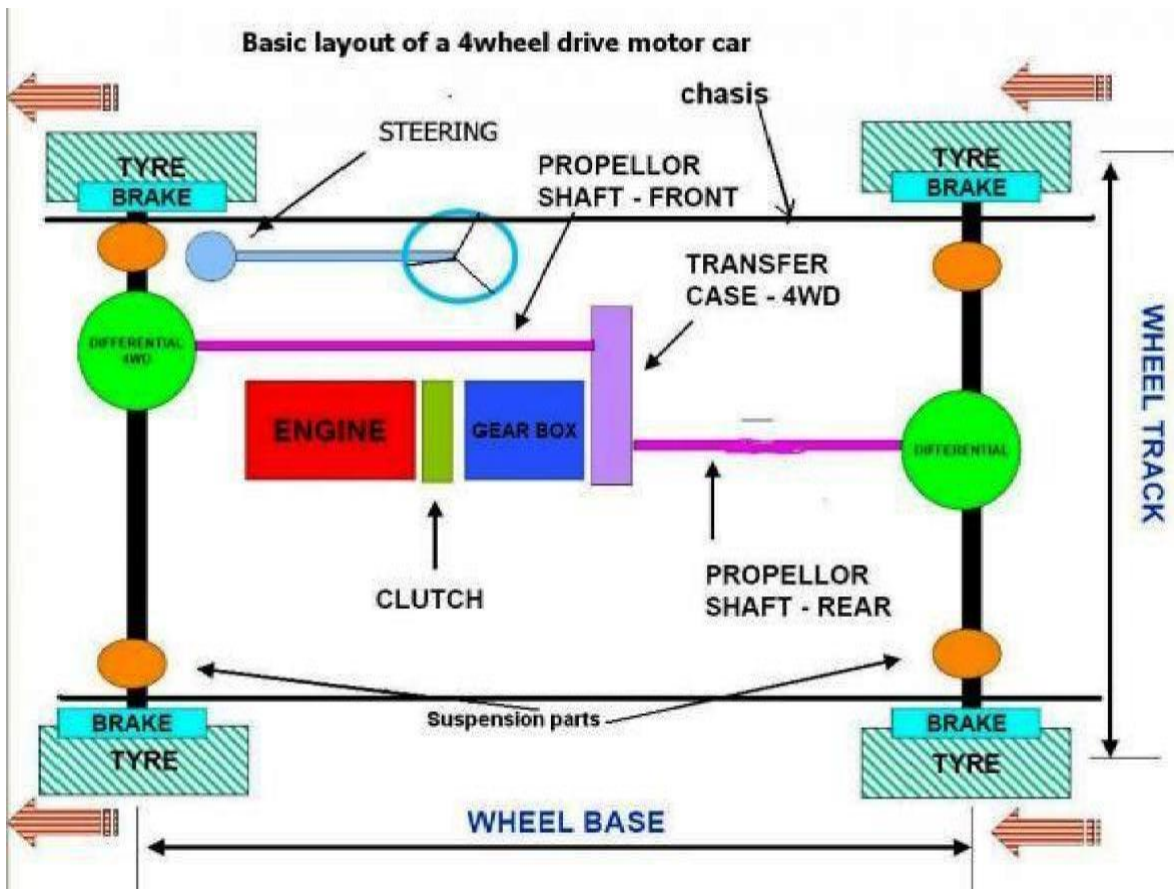 Basic layout of a 4wheel drive motor car
chasis
STEERING
TYRE
BRAKE
TYRE
BRAKE
PROPELLOR
SHAFT - FRONT
TRANSFER
CASE - 4WD
DIFFERENTIAL
4WD
ENGINE
GEAR BOX
DIFFERENTIAL
WHEEL TRACK
CLUTCH
PROPELLOR
SHAFT - REAR
Suspension parts
BRAKE
TYRE
BRAKE
TYRE
WHEEL BASE